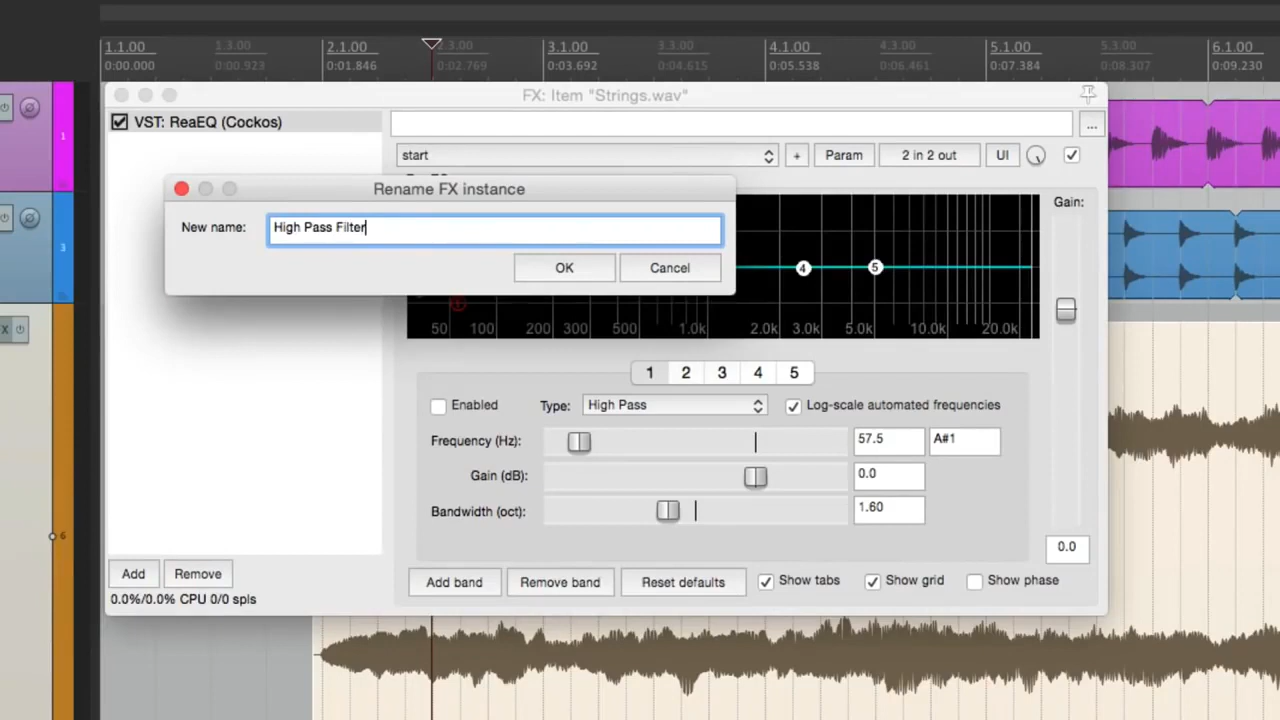 1.1.00 1.3.00 2.1.00 2.3.00 3.1.00 3.3.00 4.1.00 4.3.00 5.1.00 5.3.00 6.1.00
0:00.000 0:00.923 0:01.846 0:02.769 0:03.692 0:04.615 0:05.538 0:06.461 0:07.384 0:08.307 0:09.230
FX: Item "Strings.wav"
VST: ReaEQ (Cockos)
...
start + Param 2 in 2 out UI
1
Rename FX instance
Gain:
New name: High Pass Filter
3
OK Cancel
4 5
1
50 100 200 300 500 1.0k 2.0k 3.0k 5.0k 10.0k 20.0k
X
1 2 3 4 5
Enabled Type: High Pass Log-scale automated frequencies
Frequency (Hz): 57.5 A#1
Gain (dB): 0.0
Bandwidth (oct): 1.60
6
0.0
Add Remove
Add band Remove band Reset defaults Show tabs Show grid Show phase
0.0%/0.0% CPU 0/0 spls